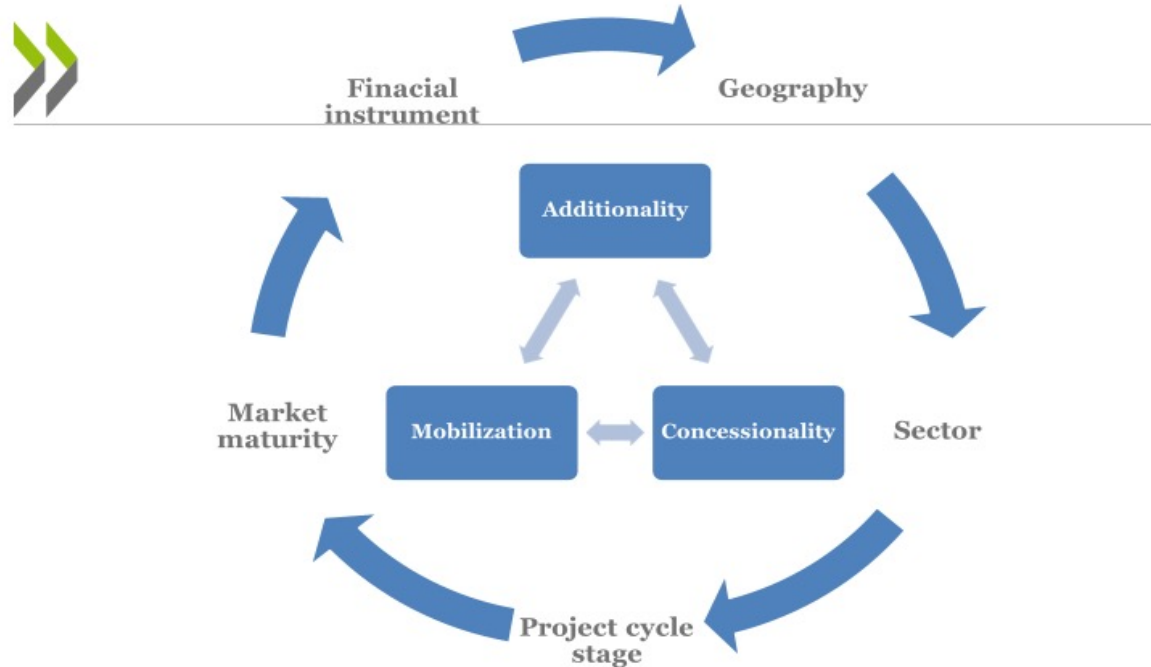 Finacial
instrument
Geography
Additionality
Market
maturity
Mobilization
Concessionality
Sector
Project cycle
stage